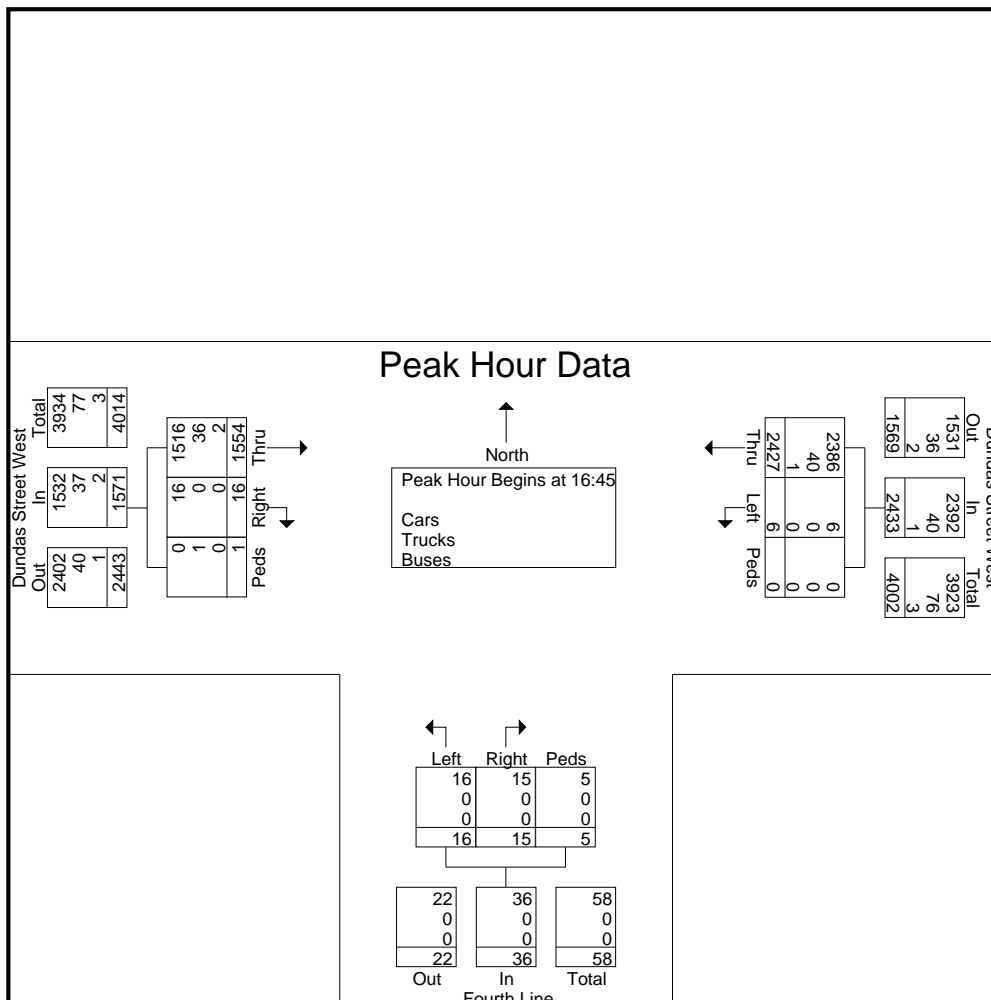 Peak Hour Data
Dundas Street West
Out In Total
2402 1532 3934
40 37 77
1 2 3
2443 1571 4014
0 16 1516
1 0 36
0 0 2
1 16 1554
Peds Right Thru
North
Peak Hour Begins at 16:45
Cars
Trucks
Buses
Dundas Street West
Out In Total
1531 2392 3923
36 40 76
2 1 3
1569 2433 4002
2386 6 0
40 0 0
1 0 0
2427 6 0
Thru Left Peds
Left Right Peds
16 15 5
0 0 0
0 0 0
16 15 5
22 36 58
0 0 0
0 0 0
22 36 58
Out In Total
Fourth Line